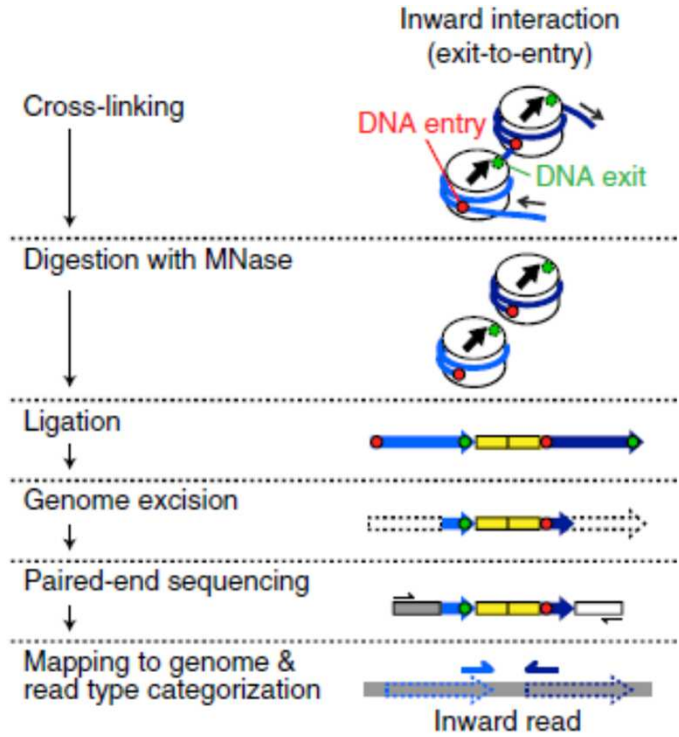 Inward interaction
(exit-to-entry)
Cross-linking
DNA entry
DNA exit
Digestion with MNase
Ligation
Genome excision
Paired-end sequencing
Mapping to genome &
read type categorization
Inward read